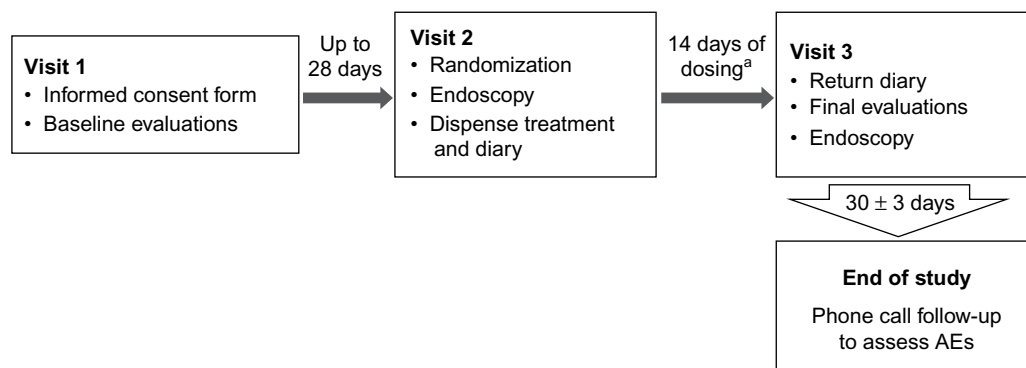 Visit 1
• Informed consent form
• Baseline evaluations
Up to
28 days
Visit 2
• Randomization
• Endoscopy
• Dispense treatment
and diary
14 days of
dosingᵃ
Visit 3
• Return diary
• Final evaluations
• Endoscopy
30 ± 3 days
End of study
Phone call follow-up
to assess AEs